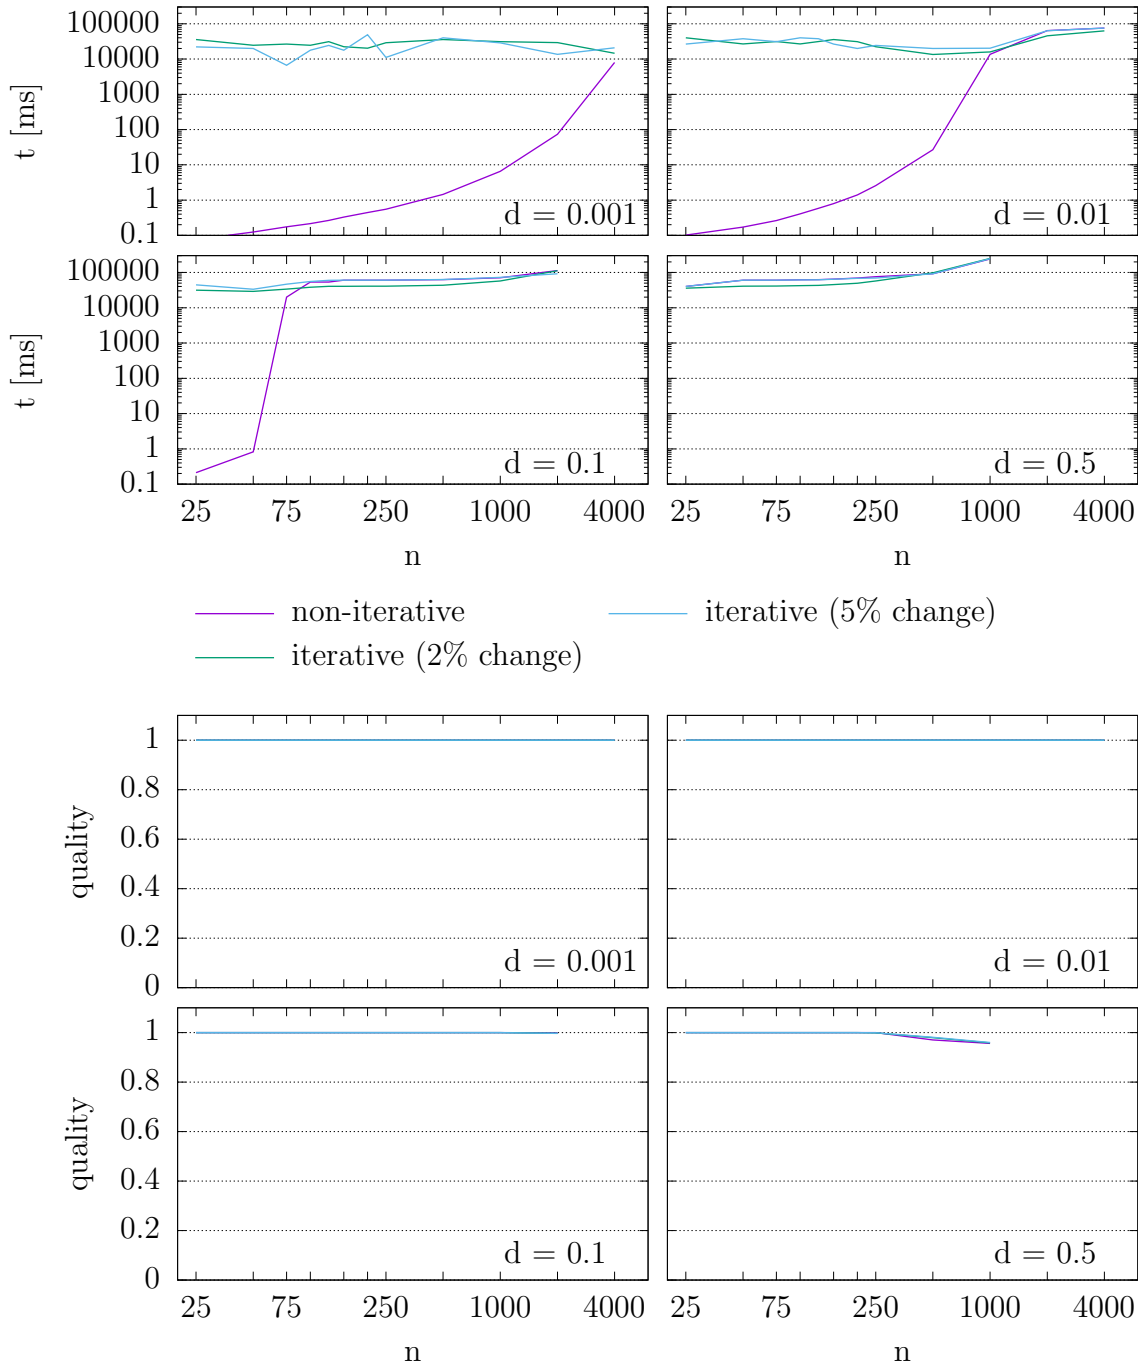 100000
10000
1000
100
10
1
0.1
t [ms]
d = 0.001
d = 0.01
100000
10000
1000
100
10
1
0.1
t [ms]
d = 0.1
d = 0.5
25 75 250 1000 4000
25 75 250 1000 4000
n
n
non-iterative
iterative (5% change)
iterative (2% change)
1
0.8
0.6
0.4
0.2
0
quality
d = 0.001
d = 0.01
1
0.8
0.6
0.4
0.2
0
quality
d = 0.1
d = 0.5
25 75 250 1000 4000
25 75 250 1000 4000
n
n